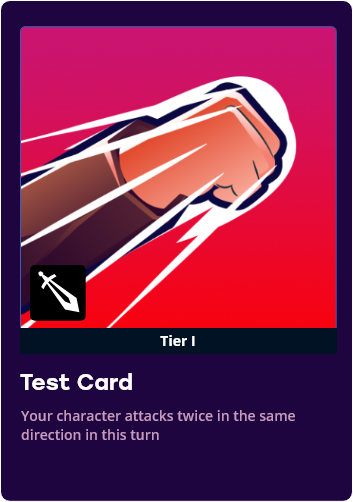 Tier I
Test Card
Your character attacks twice in the same
direction in this turn